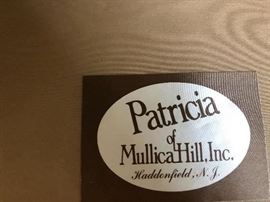 Patricia
of
Mullica Hill, Inc.
Haddonfield, N.J.